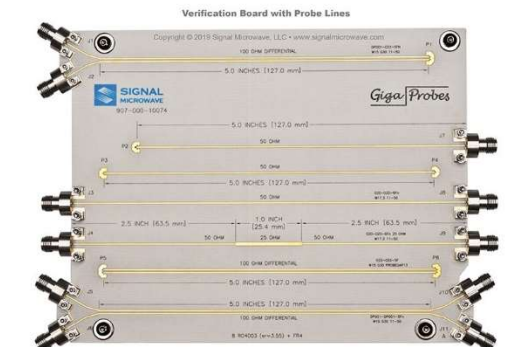 Verification Board with Probe Lines
Copyright © 2019 Signal Microwave, LLC • www.signalmicrowave.com
J1
100 OHM DIFFERENTIAL
P1
J2
5.0 INCHES [127.0 mm]
SIGNAL
MICROWAVE
Giga Probes
907-000-10074
5.0 INCHES [127.0 mm]
J7
P2
50 OHM
P3
50 OHM
P4
5.0 INCHES [127.0 mm]
J3
50 OHM
2.5 INCH [63.5 mm]
1.0 INCH
[25.4 mm]
2.5 INCH [63.5 mm]
J4
50 OHM
25 OHM
50 OHM
P5
100 OHM DIFFERENTIAL
5.0 INCHES [127.0 mm]
5.0 INCHES [127.0 mm]
J10
100 OHM DIFFERENTIAL
J11